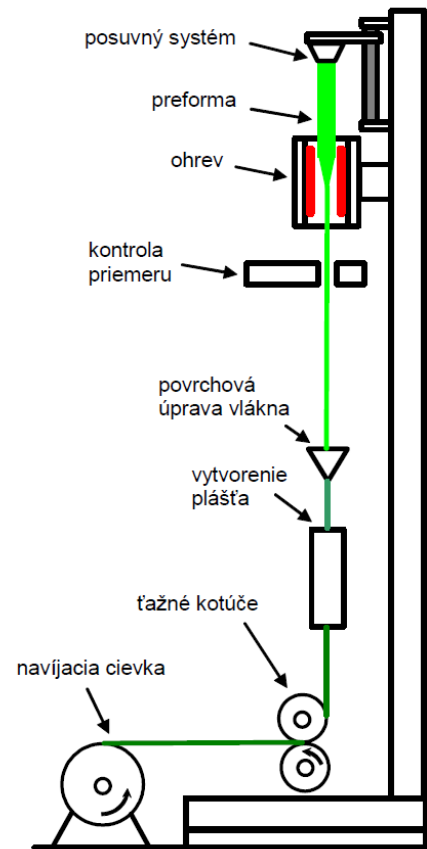 posuvný systém
preforma
ohrev
kontrola
priemeru
povrchová
úprava vlákna
vytvorenie
plášťa
ťažné kotúče
navíjacia cievka